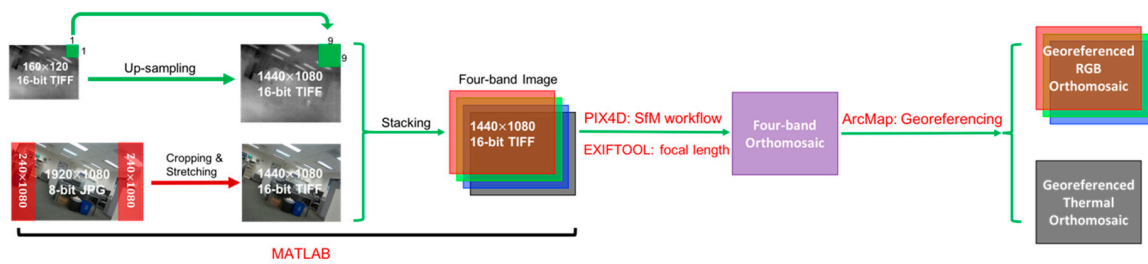 1
1
160×120
16-bit TIFF
Up-sampling
9
9
1440×1080
16-bit TIFF
240×1080
1920×1080
8-bit JPG
240×1080
Cropping &
Stretching
1440×1080
16-bit TIFF
MATLAB
Stacking
Four-band Image
1440×1080
16-bit TIFF
PIX4D: SfM workflow
EXIFTOOL: focal length
Four-band
Orthomosaic
ArcMap: Georeferencing
Georeferenced
RGB
Orthomosaic
Georeferenced
Thermal
Orthomosaic